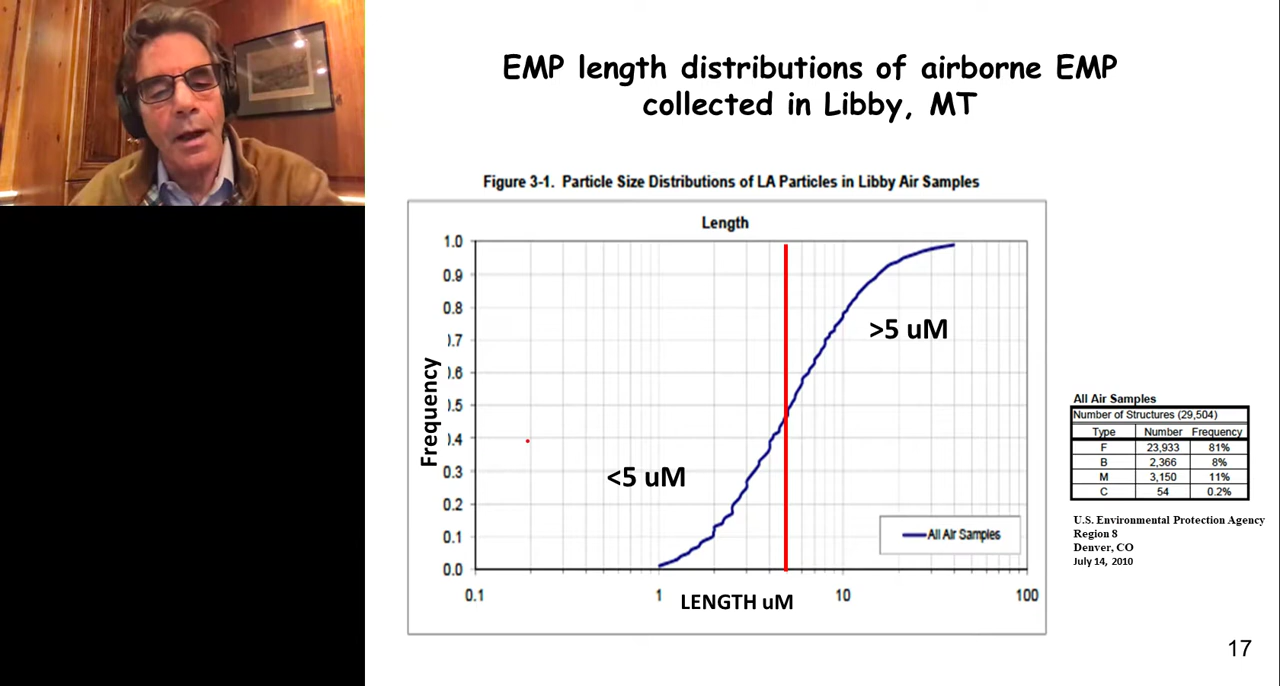 EMP length distributions of airborne EMP
collected in Libby, MT
Figure 3-1. Particle Size Distributions of LA Particles in Libby Air Samples
Length
1.0
0.9
0.8
).7
).6
).5
).4
0.3
0.2
0.1
0.0
Frequency
>5 uM
<5 uM
All Air Samples
0.1 1 LENGTH uM 10 100
All Air Samples
Number of Structures (29,504)
Type Number Frequency
F 23,933 81%
B 2,366 8%
M 3,150 11%
C 54 0.2%
U.S. Environmental Protection Agency
Region 8
Denver, CO
July 14, 2010
17